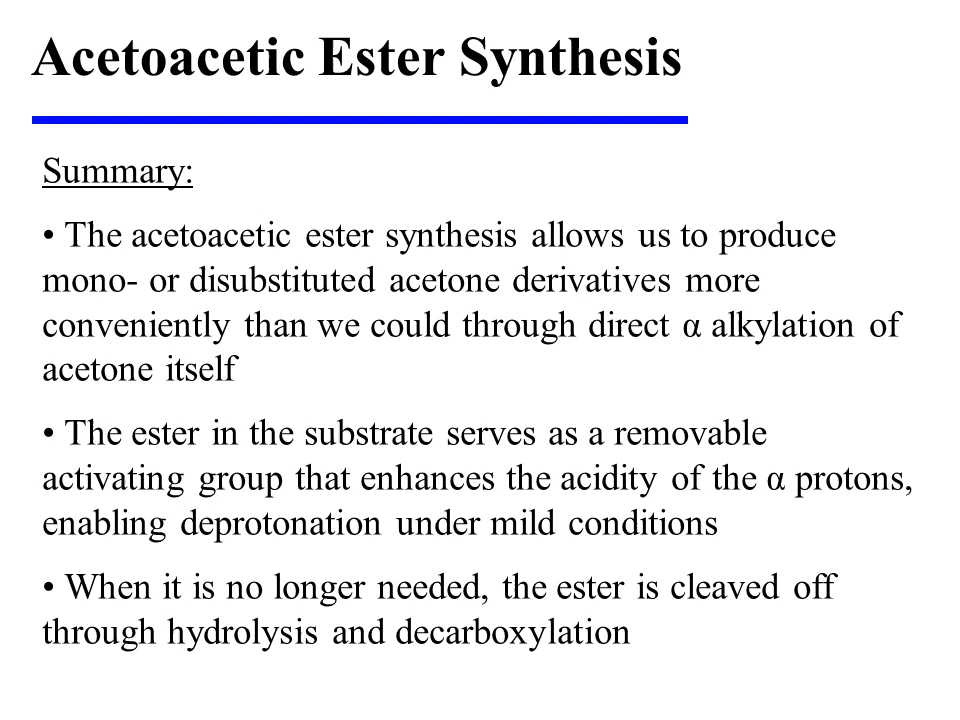 Acetoacetic Ester Synthesis
Summary:
• The acetoacetic ester synthesis allows us to produce
mono- or disubstituted acetone derivatives more
conveniently than we could through direct α alkylation of
acetone itself
• The ester in the substrate serves as a removable
activating group that enhances the acidity of the α protons,
enabling deprotonation under mild conditions
• When it is no longer needed, the ester is cleaved off
through hydrolysis and decarboxylation